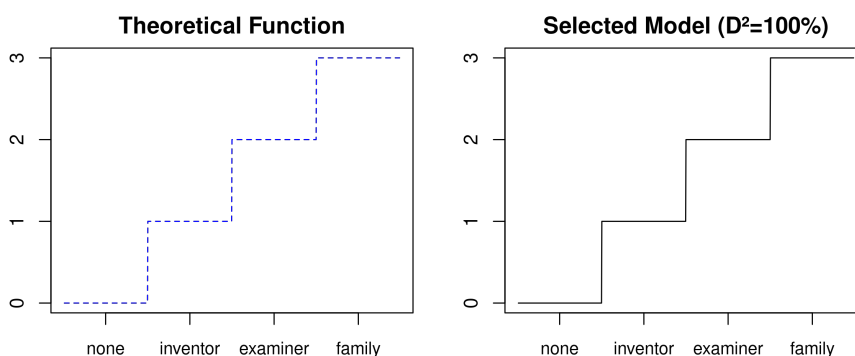 Theoretical Function
3
2
1
0
none inventor examiner family
Selected Model (D²=100%)
3
2
1
0
none inventor examiner family